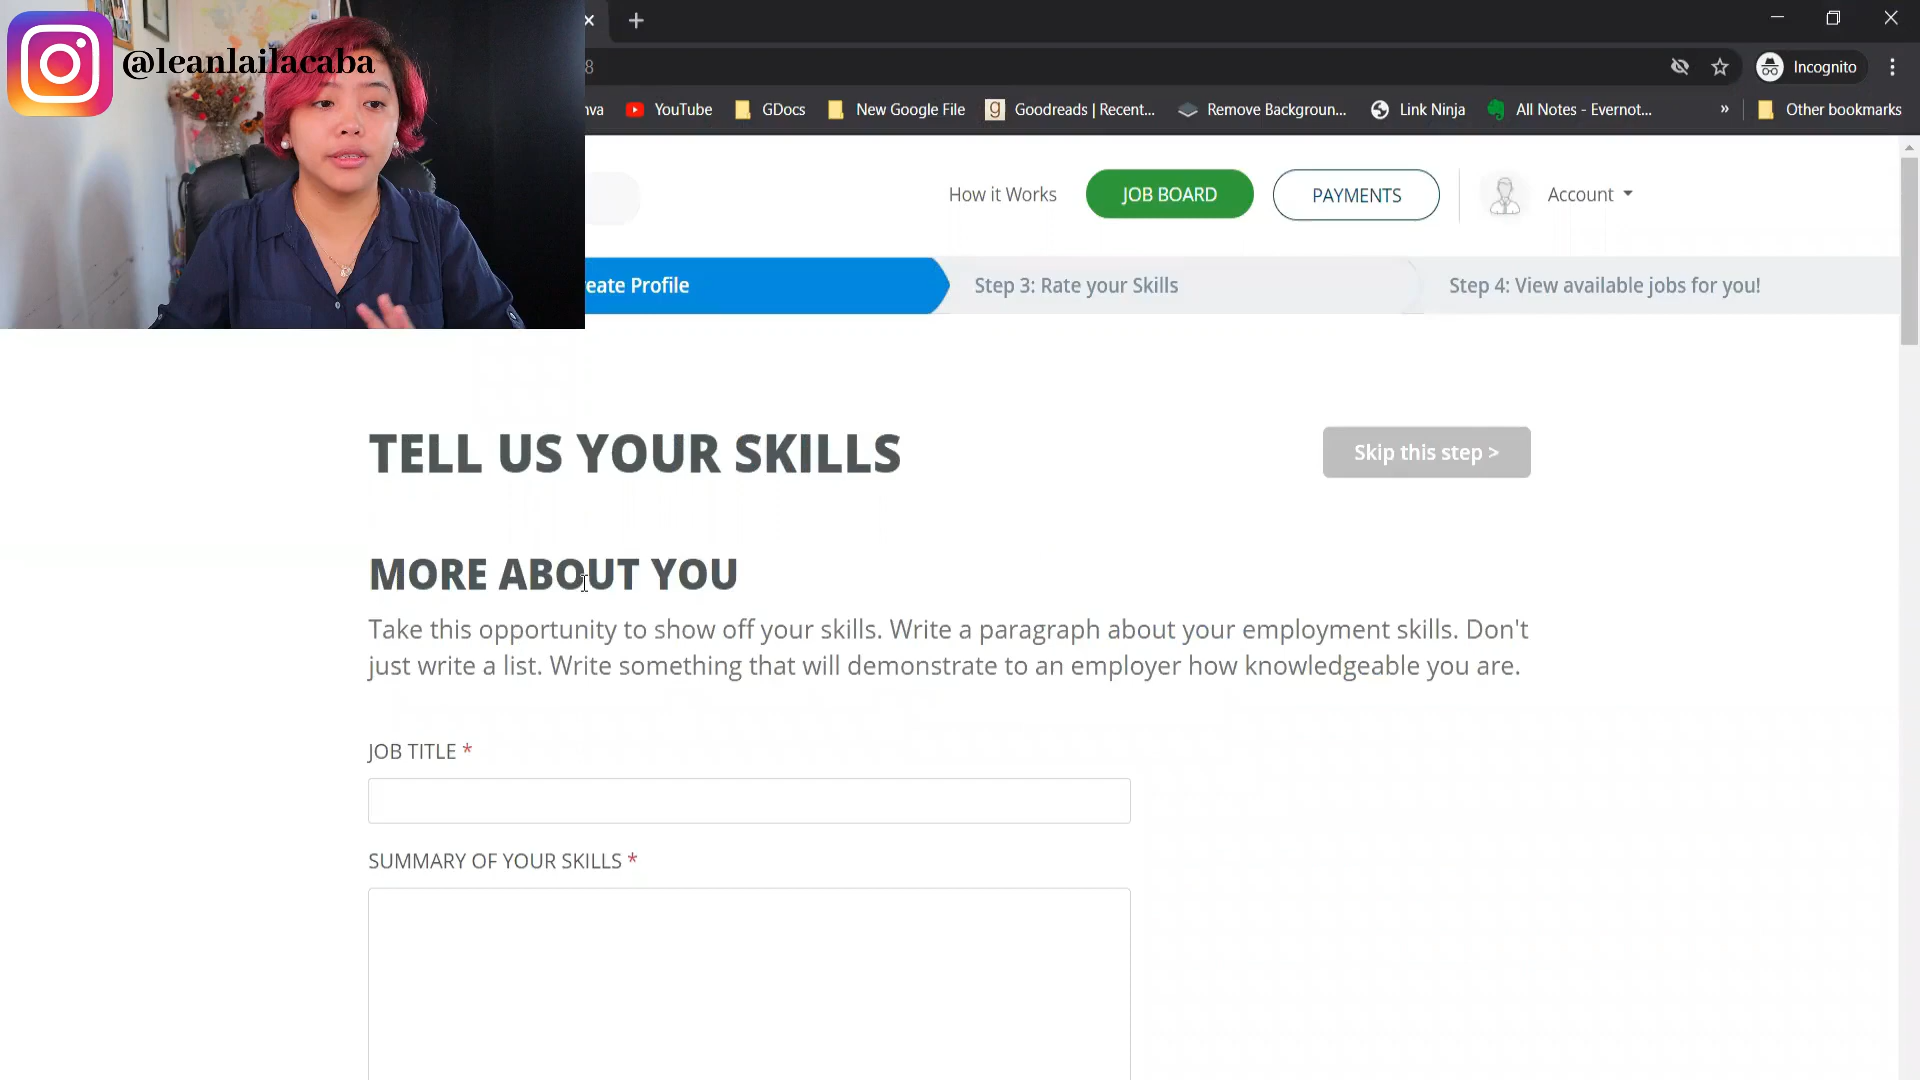 @leanlailacaba
8
Incognito
nva
YouTube
GDocs
New Google File
Goodreads | Recent...
Remove Backgroun...
Link Ninja
All Notes - Evernot...
»
Other bookmarks
How it Works
JOB BOARD
PAYMENTS
Account
eate Profile
Step 3: Rate your Skills
Step 4: View available jobs for you!
TELL US YOUR SKILLS
Skip this step >
MORE ABOUT YOU
Take this opportunity to show off your skills. Write a paragraph about your employment skills. Don't
just write a list. Write something that will demonstrate to an employer how knowledgeable you are.
JOB TITLE *
SUMMARY OF YOUR SKILLS *